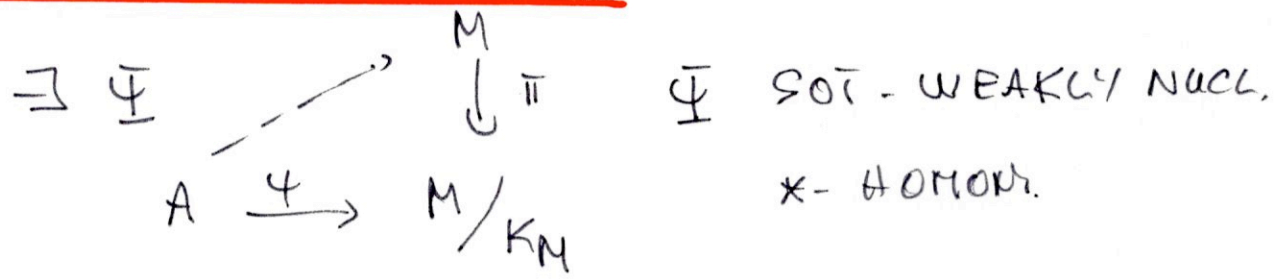 M
∃ Ψ ↓ π Ψ SOT - WEAKLY NUCL.
A —ψ→ M/K_M *- HOMOM.